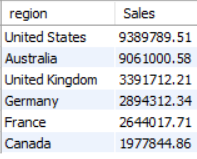 region Sales
United States 9389789.51
Australia 9061000.58
United Kingdom 3391712.21
Germany 2894312.34
France 2644017.71
Canada 1977844.86